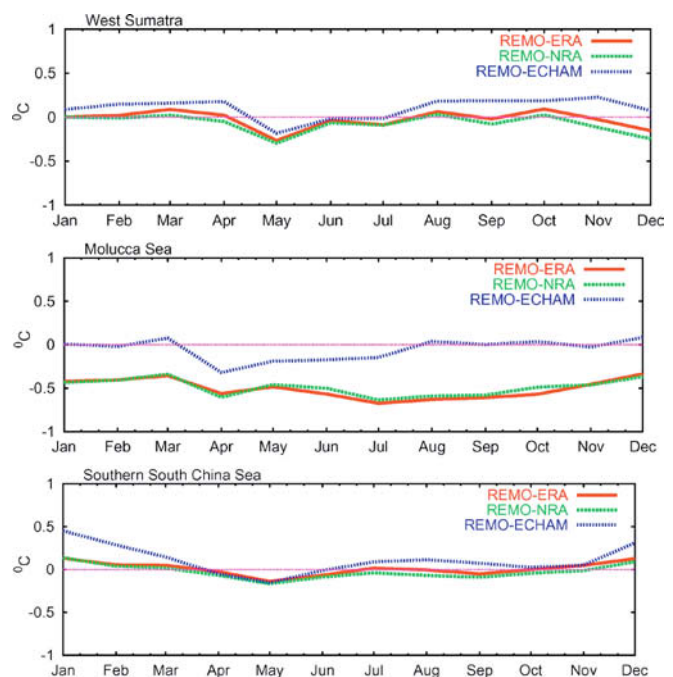 West Sumatra
1
REMO-ERA
REMO-NRA
0.5
REMO-ECHAM
⁰C
0
-0.5
-1
Jan Feb Mar Apr May Jun Jul Aug Sep Oct Nov Dec
Molucca Sea
1
REMO-ERA
REMO-NRA
0.5
REMO-ECHAM
⁰C
0
-0.5
-1
Jan Feb Mar Apr May Jun Jul Aug Sep Oct Nov Dec
Southern South China Sea
1
REMO-ERA
REMO-NRA
0.5
REMO-ECHAM
⁰C
0
-0.5
-1
Jan Feb Mar Apr May Jun Jul Aug Sep Oct Nov Dec